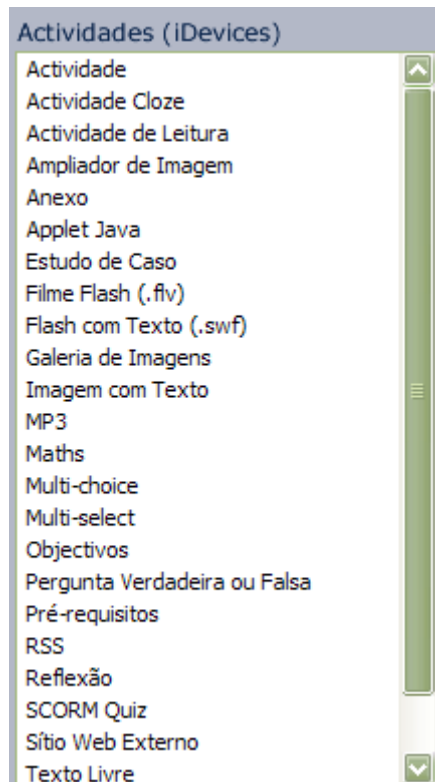 Actividades (iDevices)
Actividade
Actividade Cloze
Actividade de Leitura
Ampliador de Imagem
Anexo
Applet Java
Estudo de Caso
Filme Flash (.flv)
Flash com Texto (.swf)
Galeria de Imagens
Imagem com Texto
MP3
Maths
Multi-choice
Multi-select
Objectivos
Pergunta Verdadeira ou Falsa
Pré-requisitos
RSS
Reflexão
SCORM Quiz
Sítio Web Externo
Texto Livre